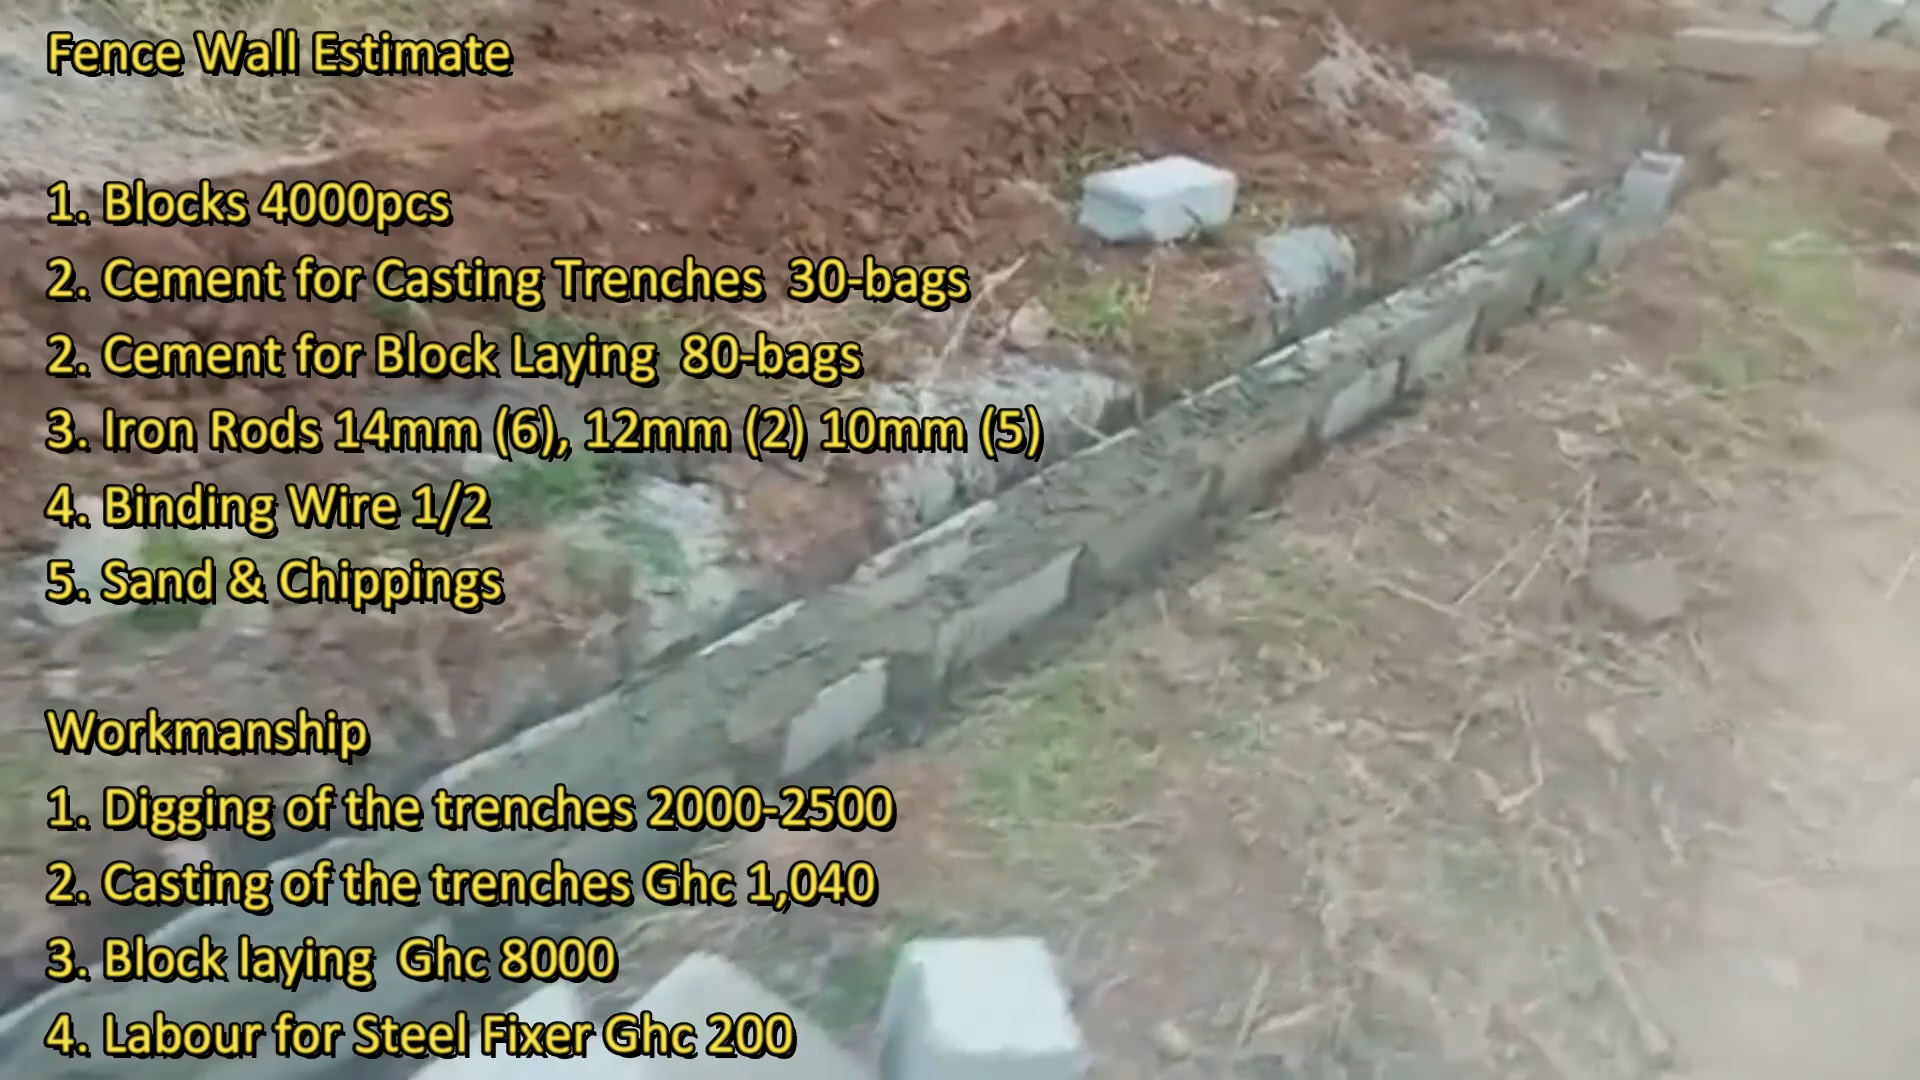 Fence Wall Estimate
1. Blocks 4000pcs
2. Cement for Casting Trenches 30-bags
2. Cement for Block Laying 80-bags
3. Iron Rods 14mm (6), 12mm (2) 10mm (5)
4. Binding Wire 1/2
5. Sand & Chippings
Workmanship
1. Digging of the trenches 2000-2500
2. Casting of the trenches Ghc 1,040
3. Block laying Ghc 8000
4. Labour for Steel Fixer Ghc 200